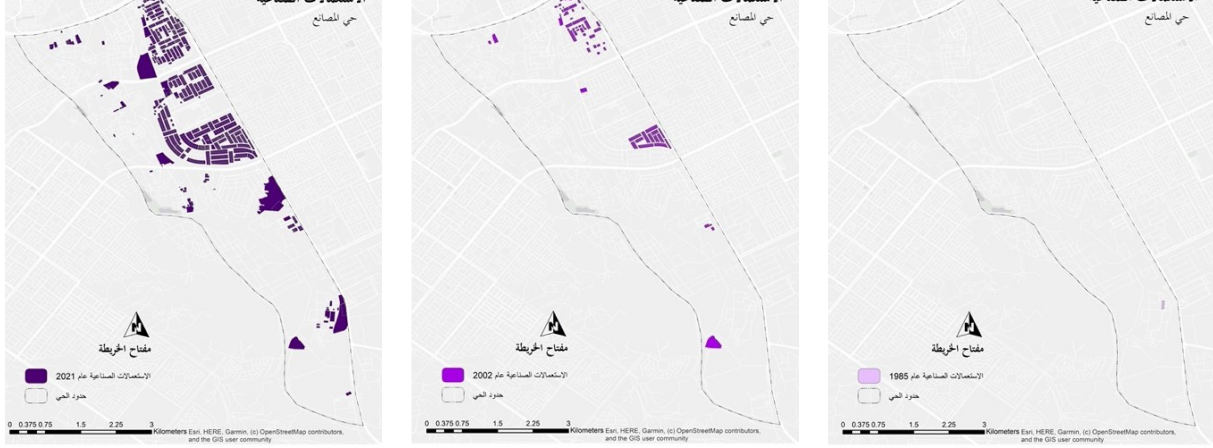 الاستعمالات الصناعية
حي المصانع
مفتاح الخريطة
الاستعمالات الصناعية عام 2021
حدود الحي
0 0.375 0.75 1.5 2.25 3
Kilometers Esri, HERE, Garmin, (c) OpenStreetMap contributors,
and the GIS user community
الاستعمالات الصناعية
حي المصانع
مفتاح الخريطة
الاستعمالات الصناعية عام 2002
حدود الحي
0 0.375 0.75 1.5 2.25 3
Kilometers Esri, HERE, Garmin, (c) OpenStreetMap contributors,
and the GIS user community
حي المصانع
مفتاح الخريطة
الاستعمالات الصناعية عام 1985
حدود الحي
0 0.375 0.75 1.5 2.25 3
Kilometers Esri, HERE, Garmin, (c) OpenStreetMap contributors,
and the GIS user community